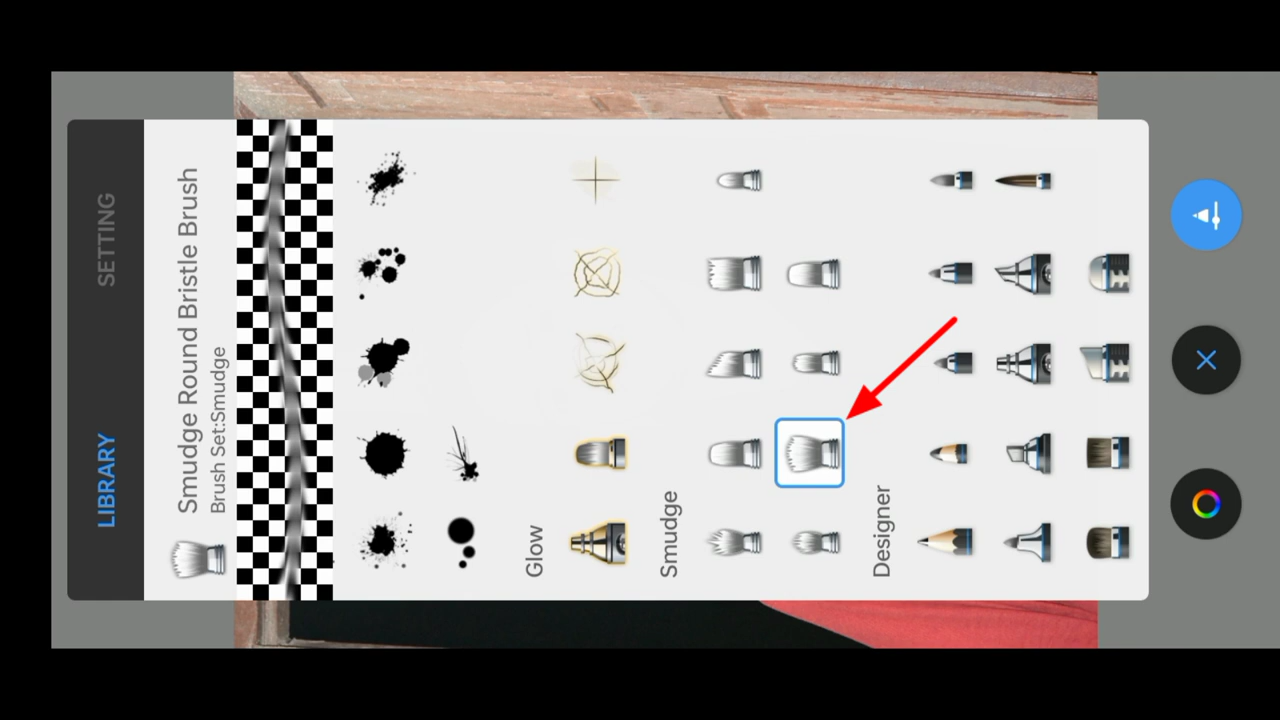 LIBRARY
SETTING
Smudge Round Bristle Brush
Brush Set:Smudge
Glow
Smudge
Designer